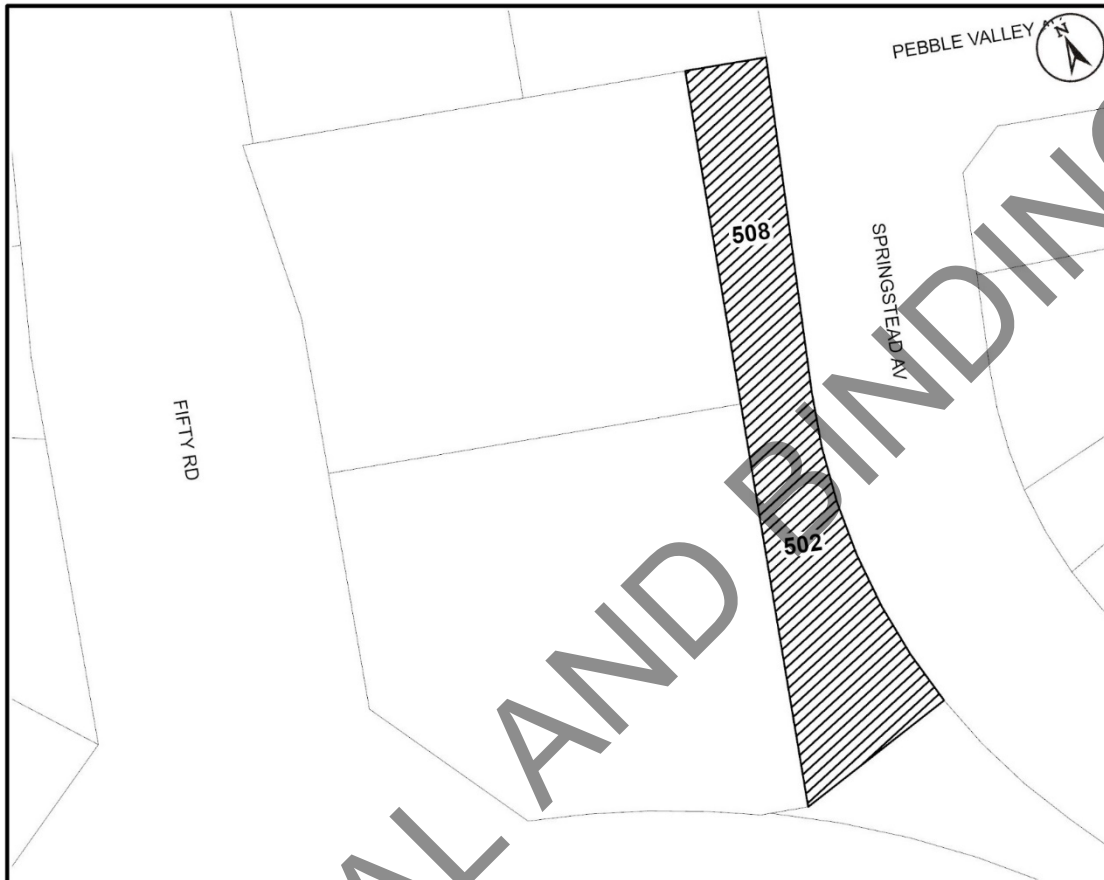 PEBBLE VALLEY
N
508
SPRINGSTEAD AV
FIFTY RD
502
AL AND BINDING